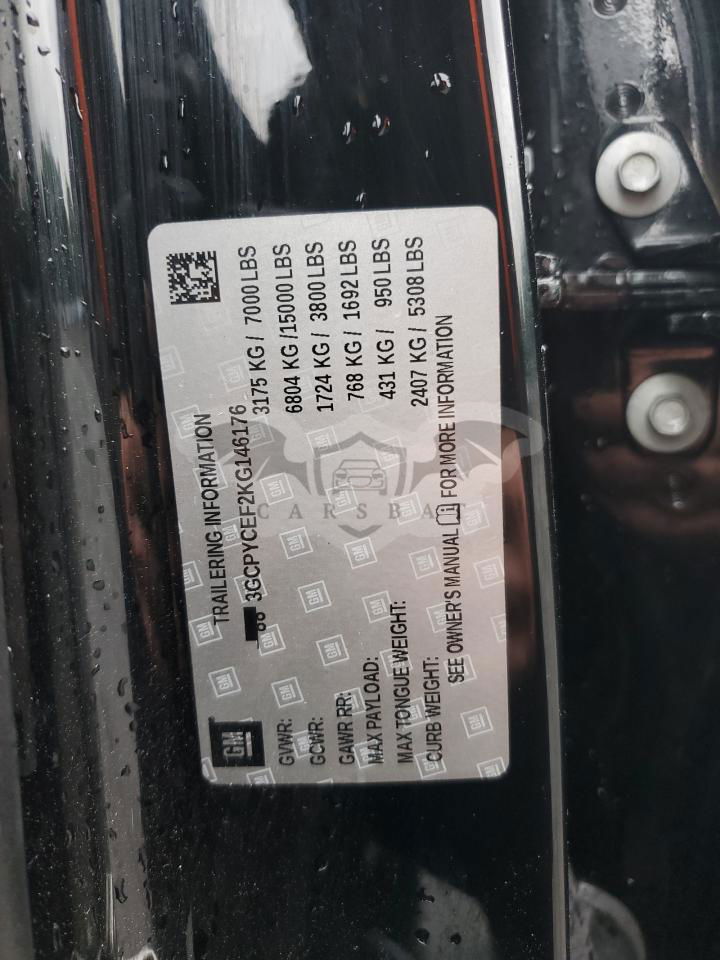 GM
TRAILERING INFORMATION
3GCPYCEF2KG146176
GVWR: 3175 KG / 7000 LBS
GCWR: 6804 KG /15000 LBS
GAWR RR: 1724 KG / 3800 LBS
MAX PAYLOAD: 768 KG / 1692 LBS
MAX TONGUE WEIGHT: 431 KG / 950 LBS
CURB WEIGHT: 2407 KG / 5308 LBS
SEE OWNER'S MANUAL FOR MORE INFORMATION
CARSBAT